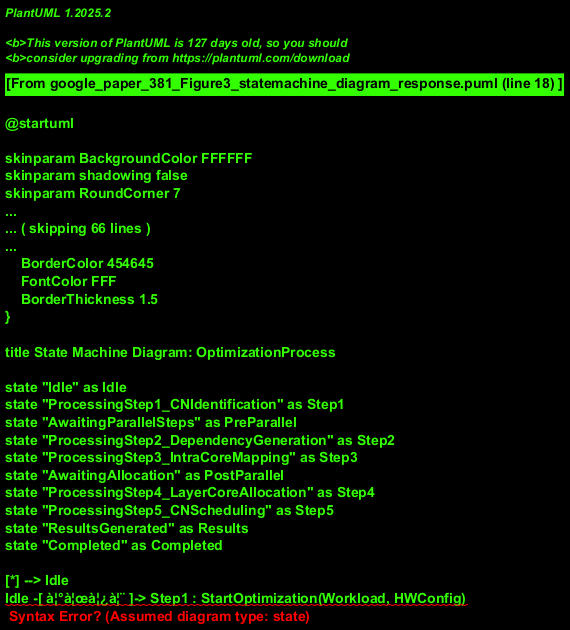 PlantUML 1.2025.2
<b>This version of PlantUML is 127 days old, so you should
<b>consider upgrading from https://plantuml.com/download
[From google_paper_381_Figure3_statemachine_diagram_response.puml (line 18) ]
@startuml
skinparam BackgroundColor FFFFFF
skinparam shadowing false
skinparam RoundCorner 7
...
... ( skipping 66 lines )
...
BorderColor 454645
FontColor FFF
BorderThickness 1.5
}
title State Machine Diagram: OptimizationProcess
state "Idle" as Idle
state "ProcessingStep1_CNIdentification" as Step1
state "AwaitingParallelSteps" as PreParallel
state "ProcessingStep2_DependencyGeneration" as Step2
state "ProcessingStep3_IntraCoreMapping" as Step3
state "AwaitingAllocation" as PostParallel
state "ProcessingStep4_LayerCoreAllocation" as Step4
state "ProcessingStep5_CNScheduling" as Step5
state "ResultsGenerated" as Results
state "Completed" as Completed
[*] --> Idle
Idle -[ à¦°à¦œà¦¿à¦¨ ]-> Step1 : StartOptimization(Workload, HWConfig)
Syntax Error? (Assumed diagram type: state)